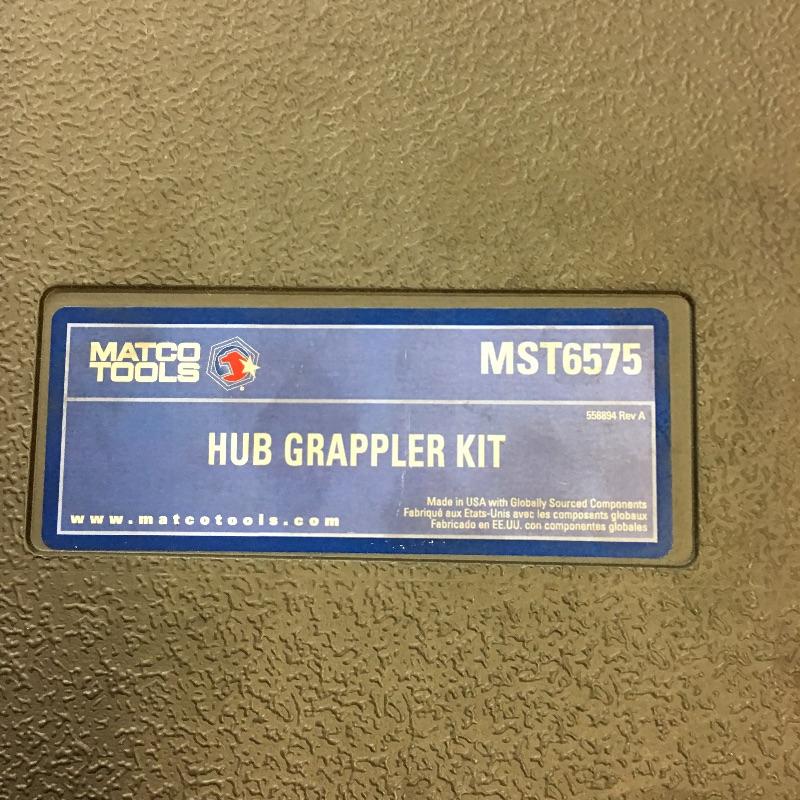 MATCO
TOOLS
MST6575
558894 Rev A
HUB GRAPPLER KIT
www.matcotools.com
Made in USA with Globally Sourced Components
Fabriqué aux Etats-Unis avec les composants globaux
Fabricado en EE.UU. con componentes globales